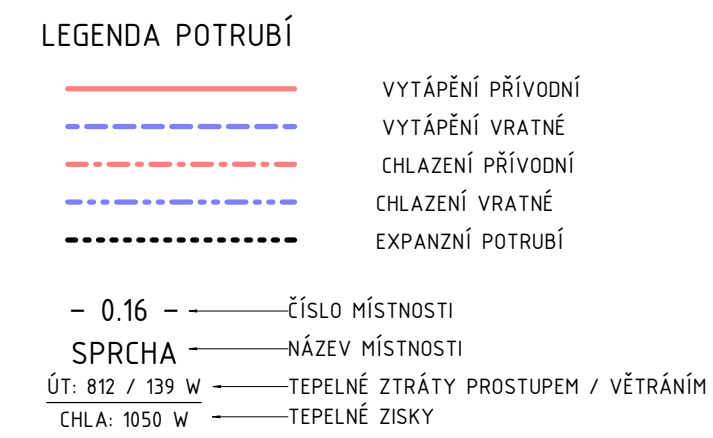 LEGENDA POTRUBÍ
VYTÁPĚNÍ PŘÍVODNÍ
VYTÁPĚNÍ VRATNÉ
CHLAZENÍ PŘÍVODNÍ
CHLAZENÍ VRATNÉ
EXPANZNÍ POTRUBÍ
- 0.16 - ČÍSLO MÍSTNOSTI
SPRCHA NÁZEV MÍSTNOSTI
ÚT: 812 / 139 W TEPELNÉ ZTRÁTY PROSTUPEM / VĚTRÁNÍM
CHLA: 1050 W TEPELNÉ ZISKY